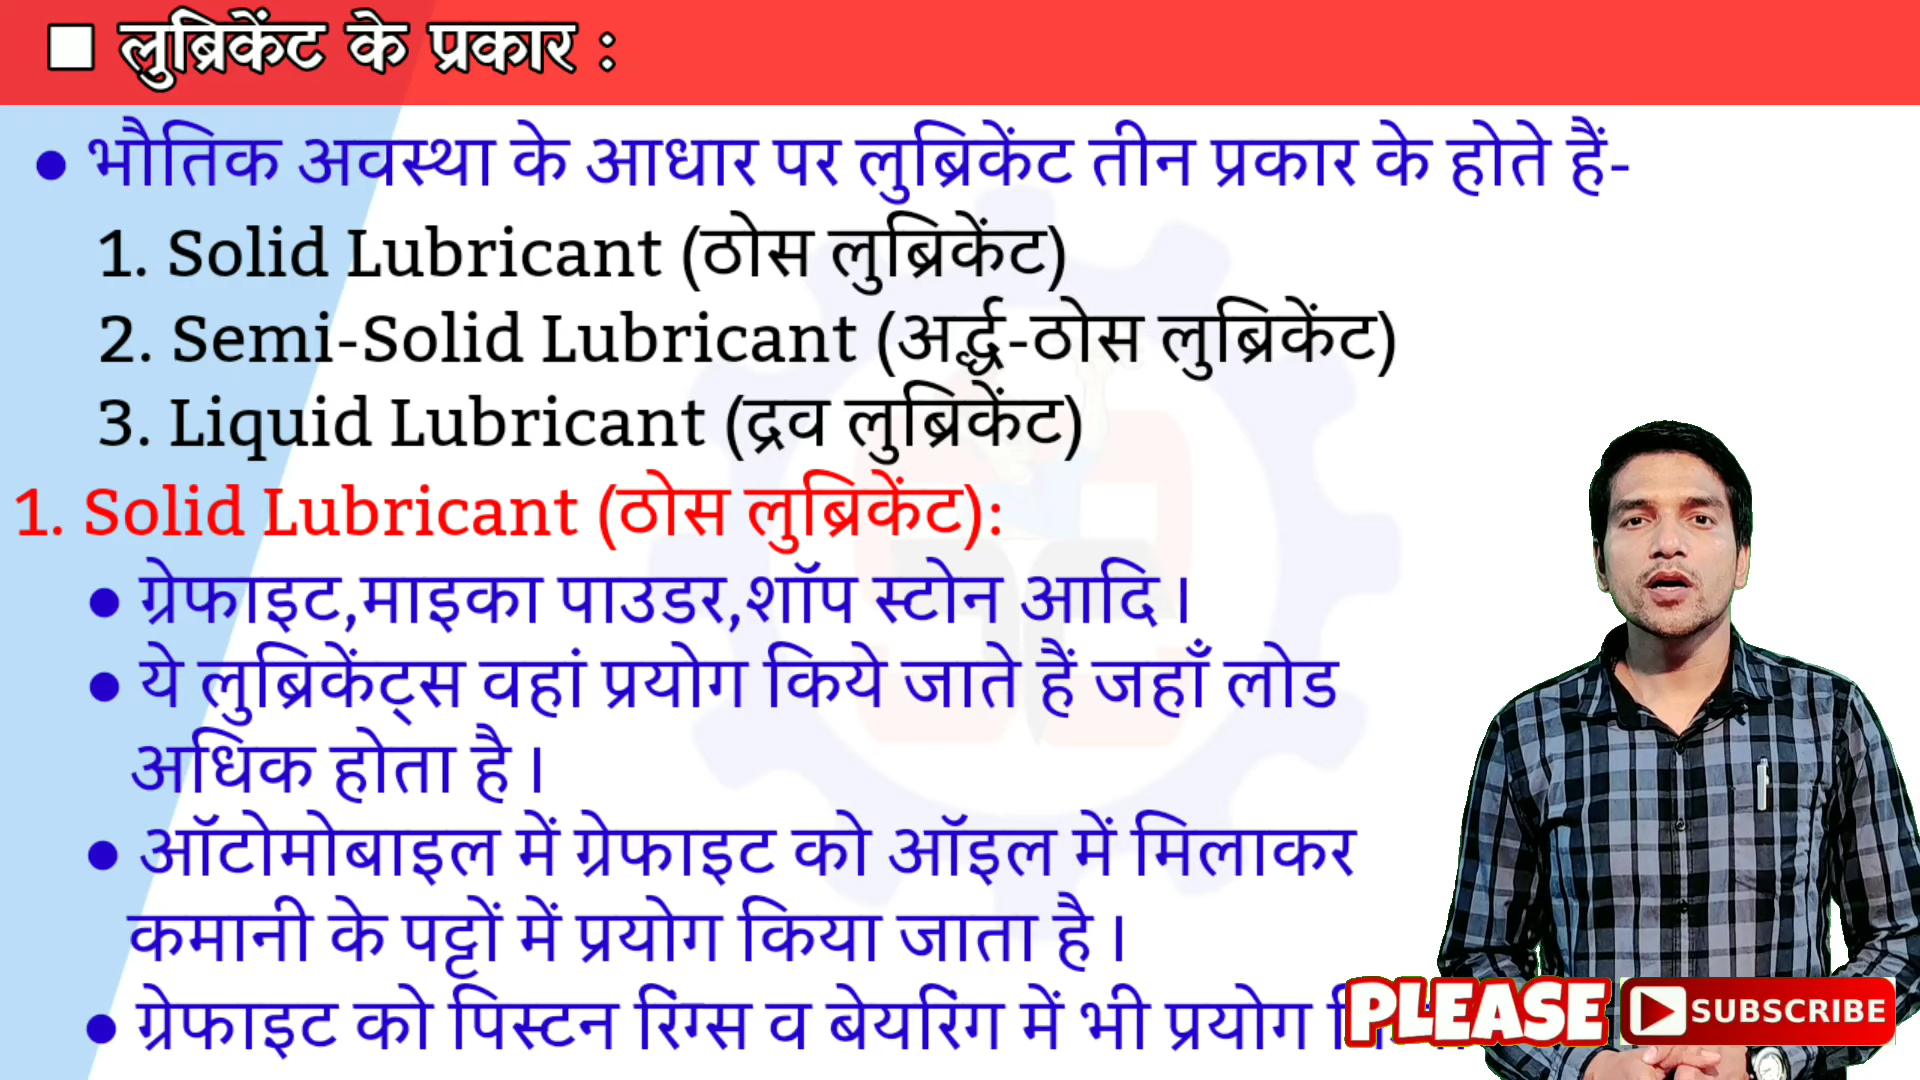 लुब्रिकेंट के प्रकार :
• भौतिक अवस्था के आधार पर लुब्रिकेंट तीन प्रकार के होते हैं-
1. Solid Lubricant (ठोस लुब्रिकेंट)
2. Semi-Solid Lubricant (अर्द्ध-ठोस लुब्रिकेंट)
3. Liquid Lubricant (द्रव लुब्रिकेंट)
1. Solid Lubricant (ठोस लुब्रिकेंट):
• ग्रेफाइट,माइका पाउडर,शॉप स्टोन आदि।
• ये लुब्रिकेंट्स वहां प्रयोग किये जाते हैं जहाँ लोड
अधिक होता है।
• ऑटोमोबाइल में ग्रेफाइट को ऑइल में मिलाकर
कमानी के पट्टों में प्रयोग किया जाता है।
• ग्रेफाइट को पिस्टन रिंग्स व बेयरिंग में भी प्रयोग
PLEASE SUBSCRIBE